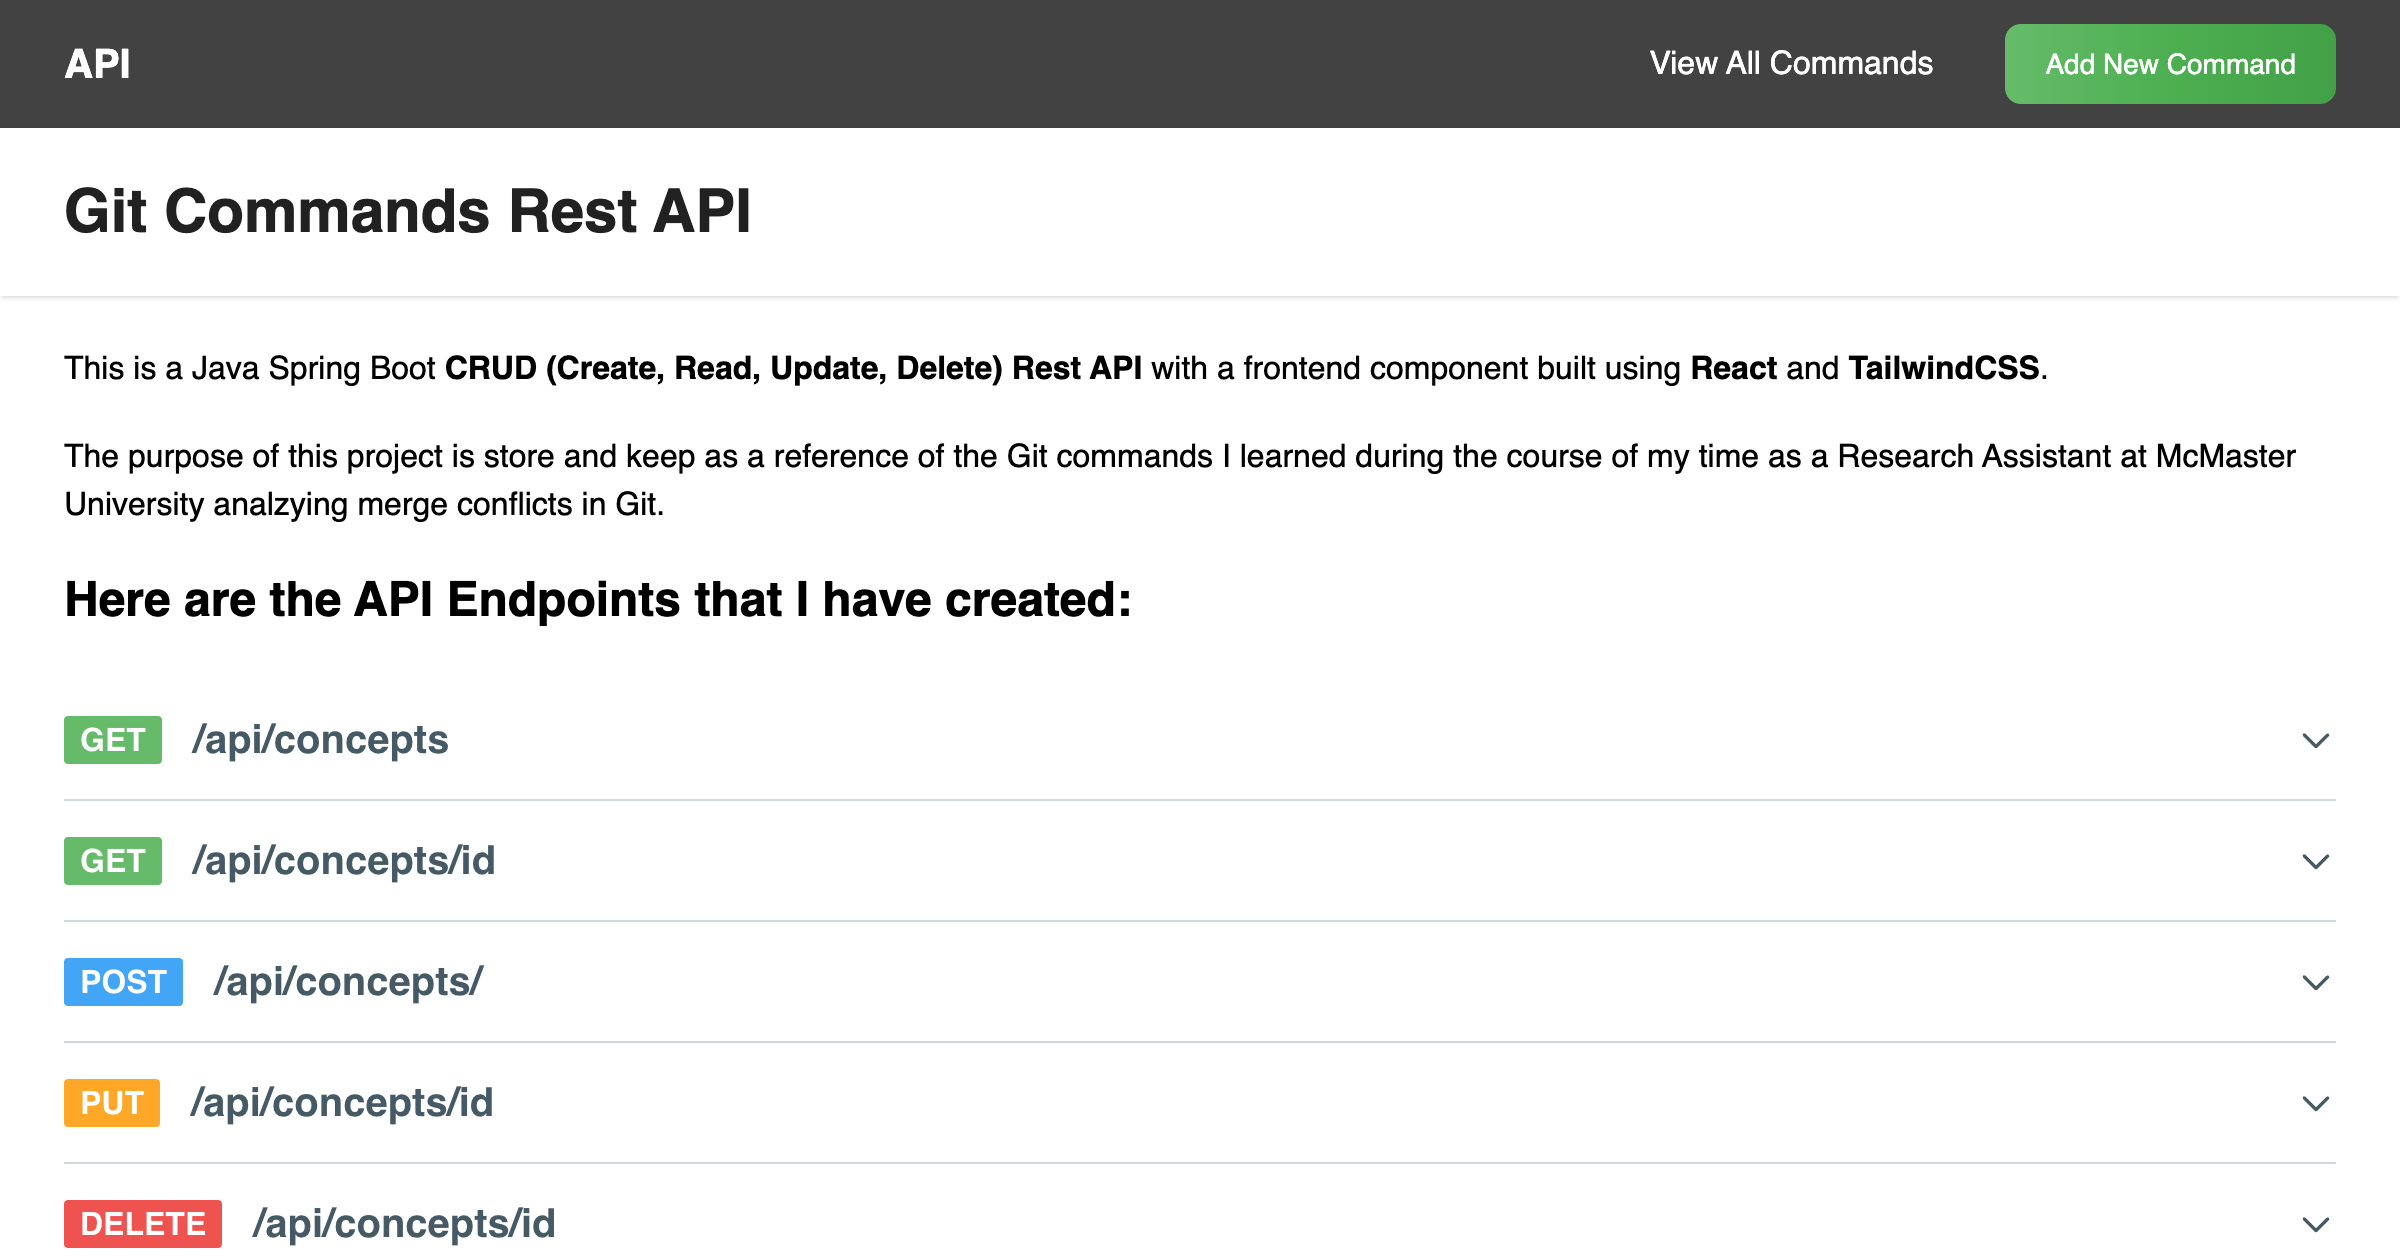 API
View All Commands
Add New Command
Git Commands Rest API
This is a Java Spring Boot CRUD (Create, Read, Update, Delete) Rest API with a frontend component built using React and TailwindCSS.
The purpose of this project is store and keep as a reference of the Git commands I learned during the course of my time as a Research Assistant at McMaster
University analzying merge conflicts in Git.
Here are the API Endpoints that I have created:
GET /api/concepts
GET /api/concepts/id
POST /api/concepts/
PUT /api/concepts/id
DELETE /api/concepts/id